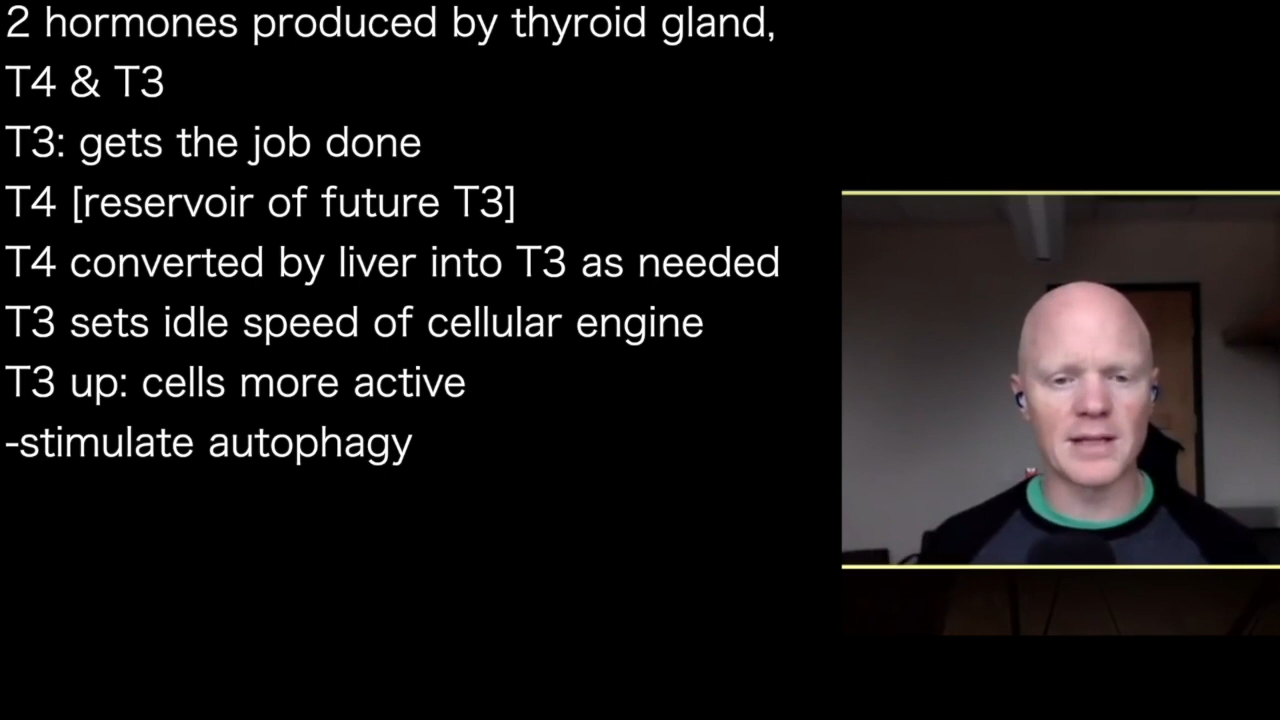 2 hormones produced by thyroid gland,
T4 & T3
T3: gets the job done
T4 [reservoir of future T3]
T4 converted by liver into T3 as needed
T3 sets idle speed of cellular engine
T3 up: cells more active
-stimulate autophagy